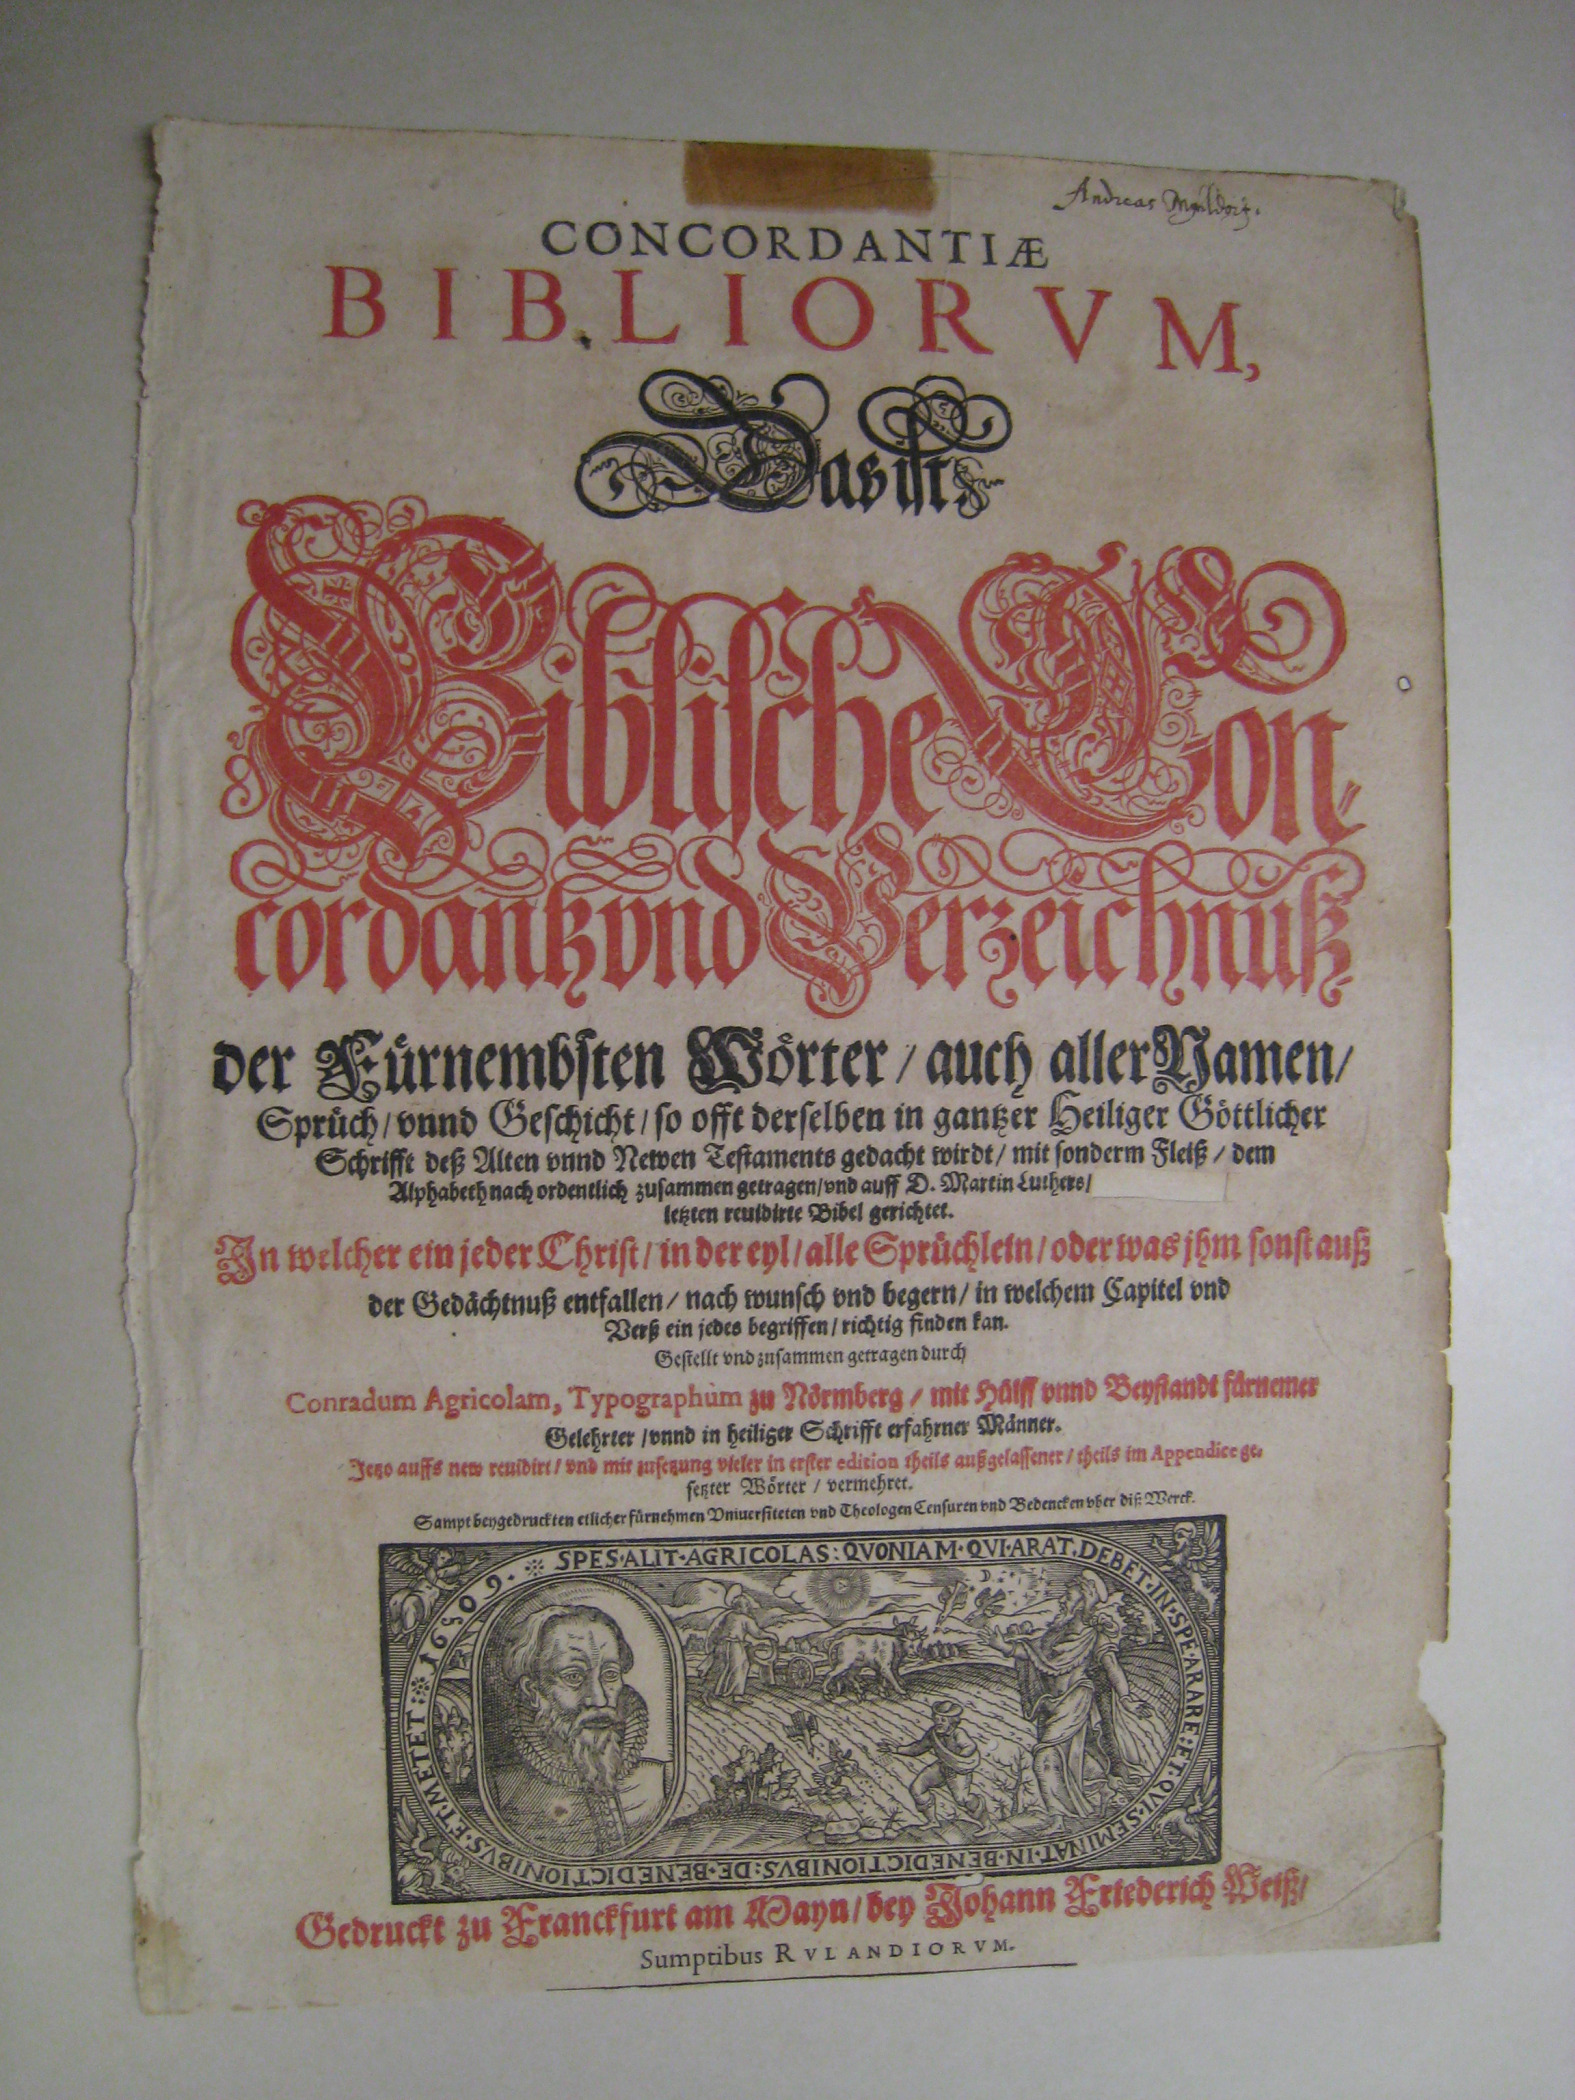 Andreas
CONCORDANTIÆ
BIBLIORVM,
Das ist:
Biblische Con-
cordantz vnd Verzeichnuß
der Fürnembsten Wörter / auch aller Namen /
Sprüch / vnnd Geschicht / so offt derselben in gantzer Heiliger Göttlicher
Schrifft deß Alten vnnd Newen Testaments gedacht wirdt / mit sonderm Fleiß / dem
Alphabeth nach ordentlich zusammen getragen / vnd auff D. Martin Luthers /
letzten reuidirte Bibel gerichtet.
In welcher ein jeder Christ / in der eyl / alle Sprüchlein / oder was jhm sonst auß
der Gedächtnuß entfallen / nach wunsch vnd begern / in welchem Capitel vnd
Verß ein jedes begriffen / richtig finden kan.
Gestellt vnd zusammen getragen durch
Conradum Agricolam, Typographum zu Nörmberg / mit Hülff vnnd Beystandt fürnemer
Gelehrter / vnnd in heiliger Schrifft erfahrner Männer.
Jetzo auffs new reuidirt / vnd mit zusetzung vieler in erster edition theils außgelassener / theils im Appendice ge-
setzter Wörter / vermehret.
Sampt beygedruckten etlicher fürnehmen Vniuersiteten vnd Theologen Censuren vnd Bedencken vber diß Werck.
1609. SPES·ALIT·AGRICOLAS: QVONIAM·QVI·ARAT·DEBET·IN·SPE·ARARE: ET·QVI·SEMINAT·IN·BENEDICTIONIBVS: DE·BENEDICTIONIBVS·ET·METET
Gedruckt zu Franckfurt am Mayn / bey Johann Friederich Weiß /
Sumptibus RVLANDIORVM.